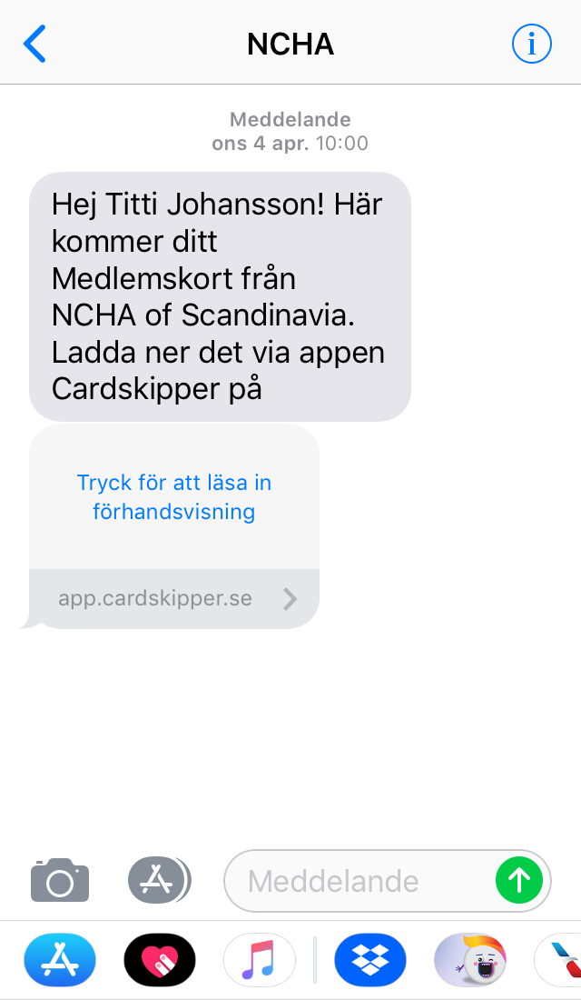 NCHA
Meddelande
ons 4 apr. 10:00
Hej Titti Johansson! Här
kommer ditt
Medlemskort från
NCHA of Scandinavia.
Ladda ner det via appen
Cardskipper på
Tryck för att läsa in
förhandsvisning
app.cardskipper.se
Meddelande